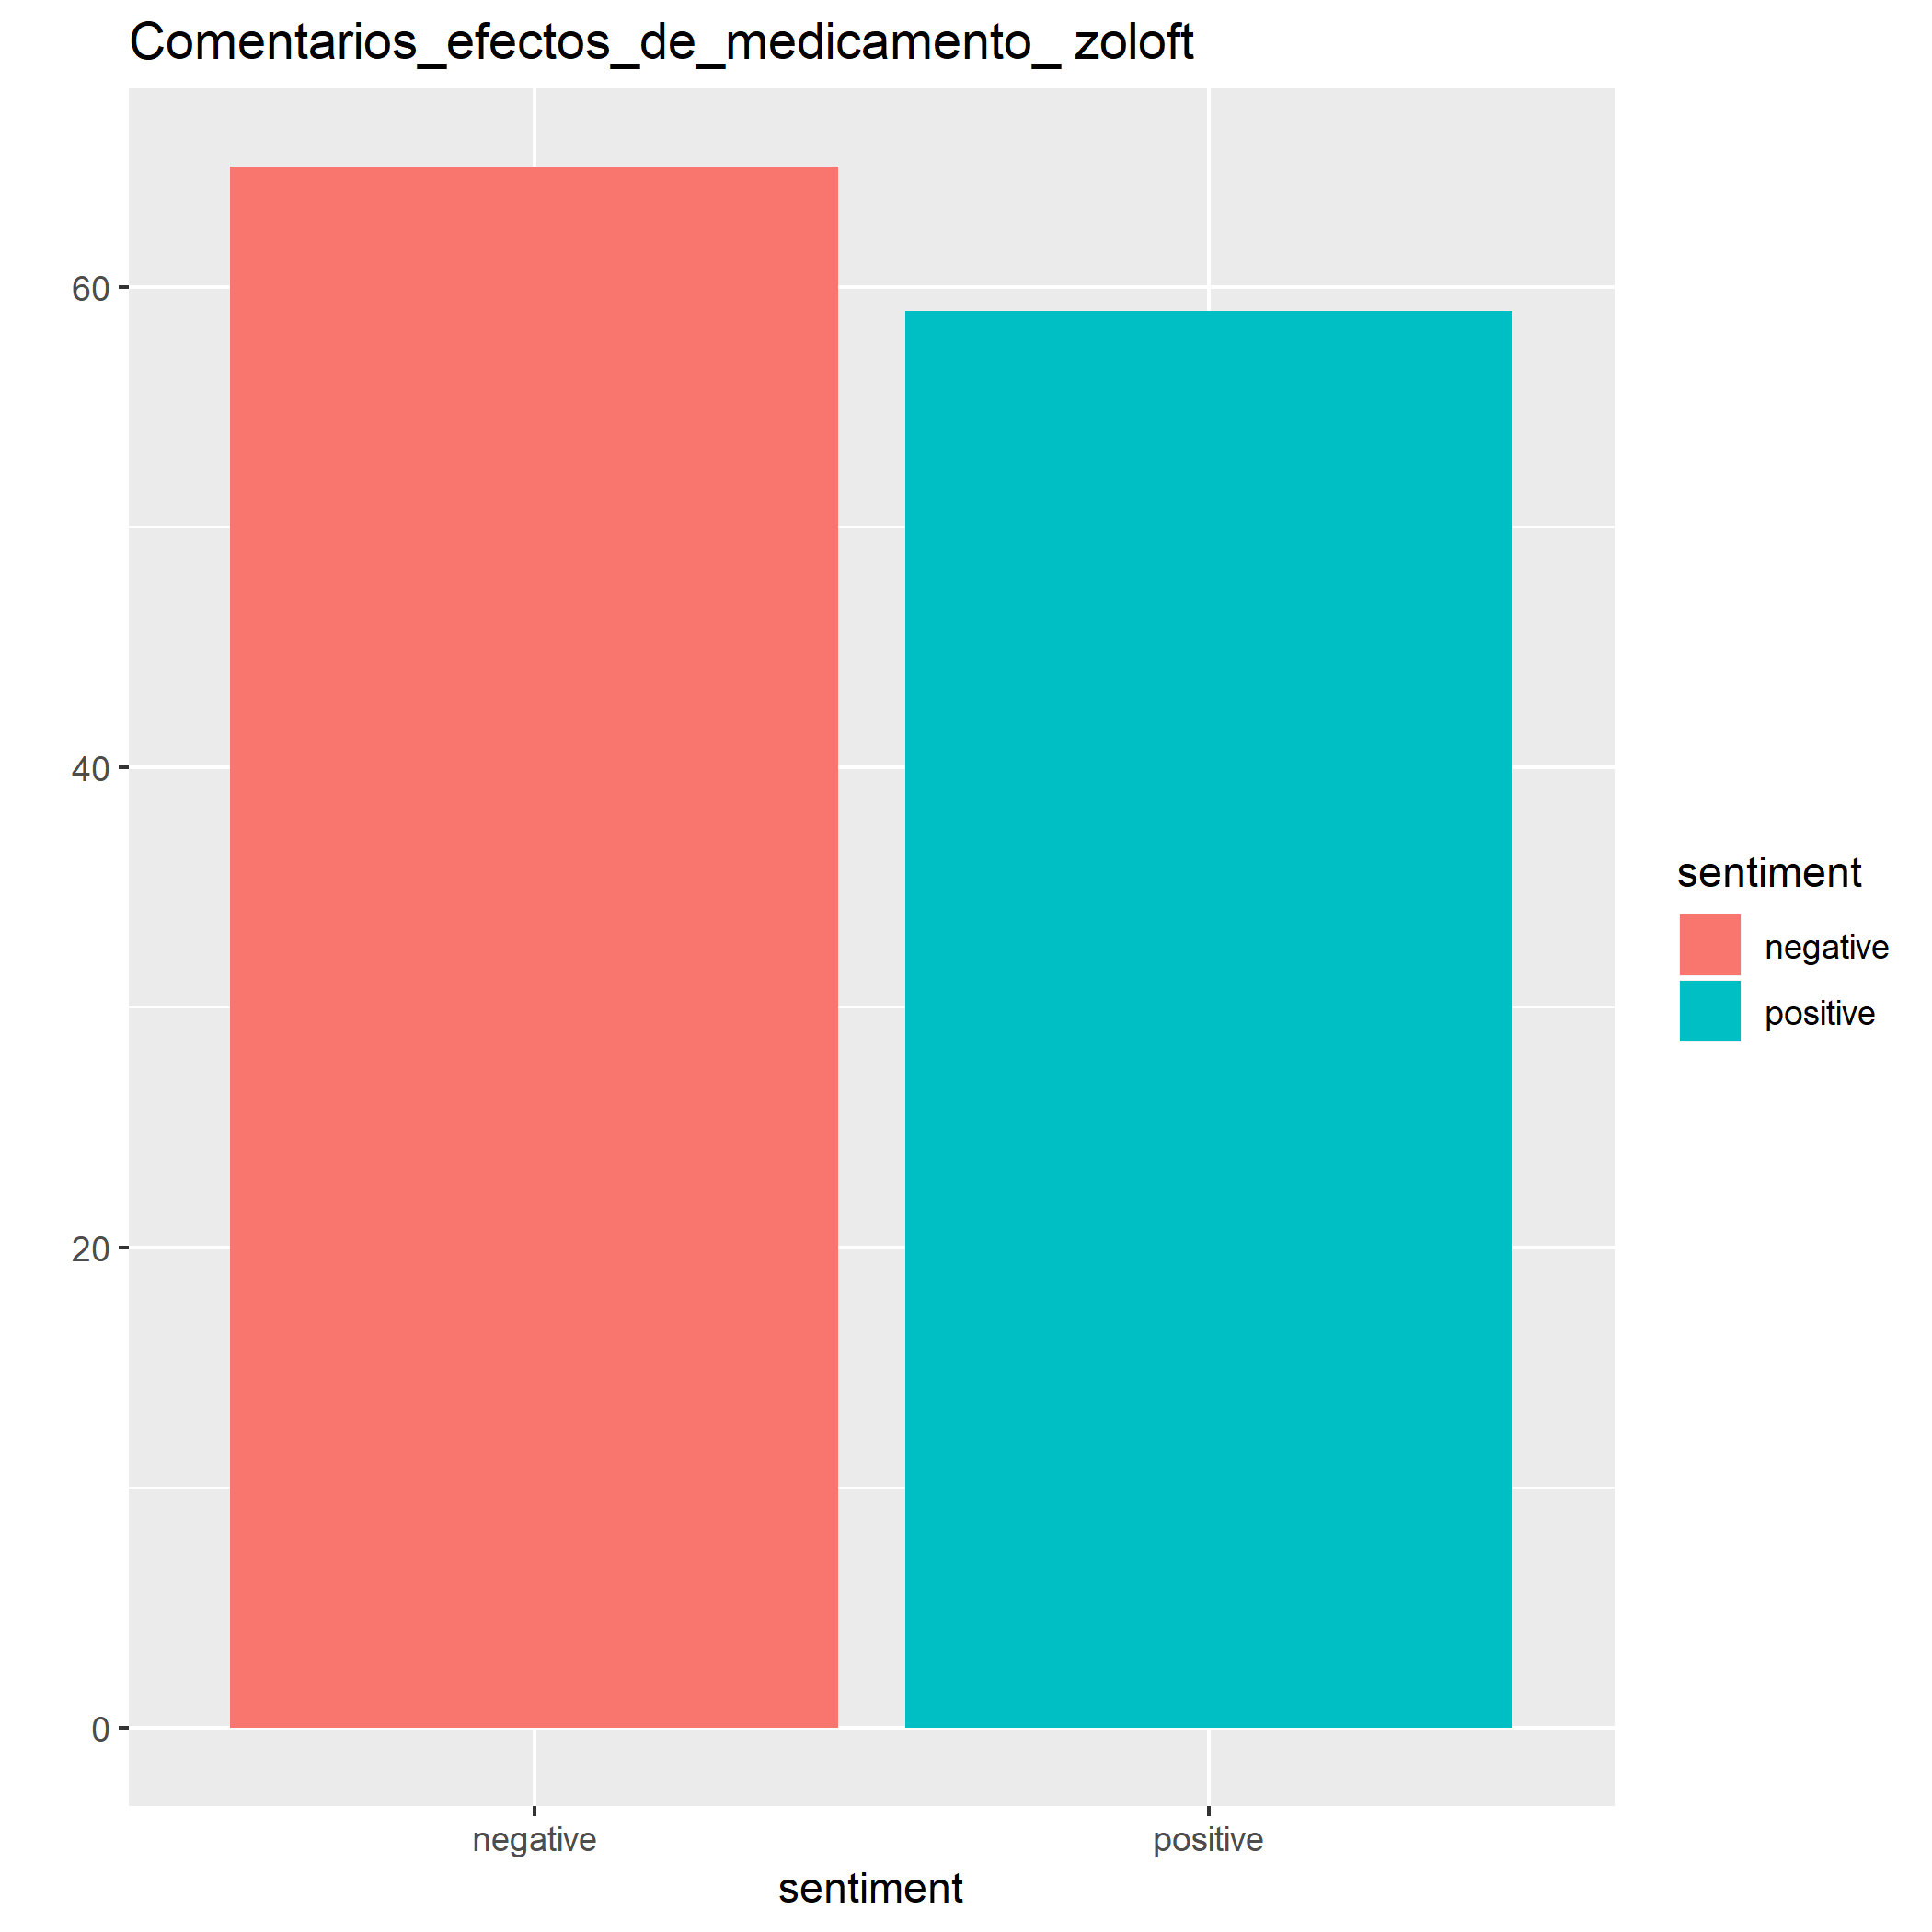 Comentarios_efectos_de_medicamento_ zoloft
60
40
20
0
negative
positive
sentiment
sentiment
negative
positive